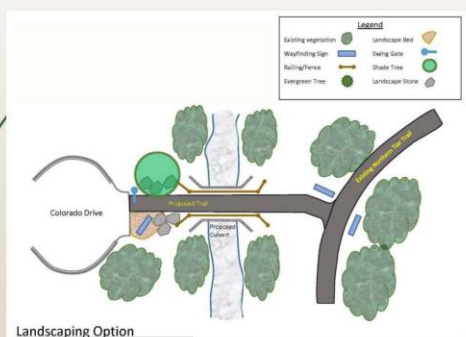 Legend
Existing vegetation
Landscape Bed
Wayfinding Sign
Swing Gate
Railing/Fence
Shade Tree
Evergreen Tree
Landscape Stone
Existing Northern Tier Trail
Proposed Trail
Colorado Drive
Proposed
Culvert
Landscaping Option